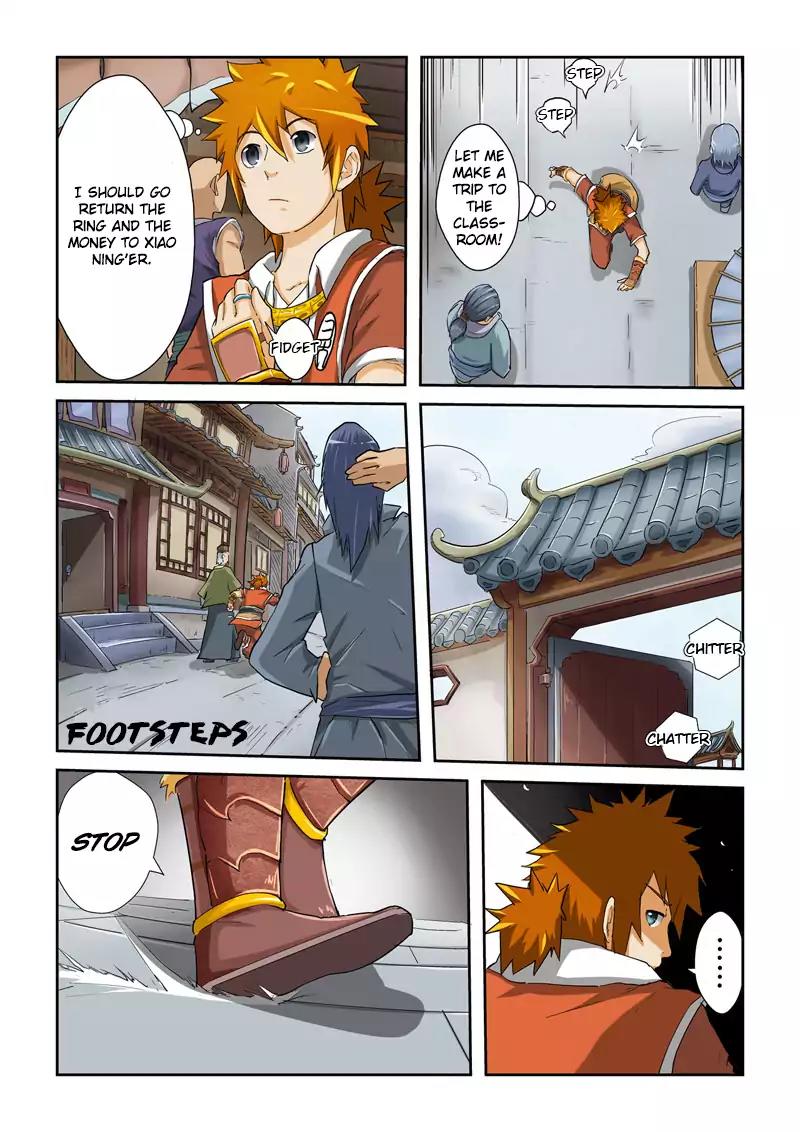 I SHOULD GO
RETURN THE
RING AND THE
MONEY TO XIAO
NING'ER.
FIDGET
STEP
STEP
LET ME
MAKE A
TRIP TO
THE
CLASS-
ROOM!
FOOTSTEPS
CHITTER
CHATTER
STOP
......